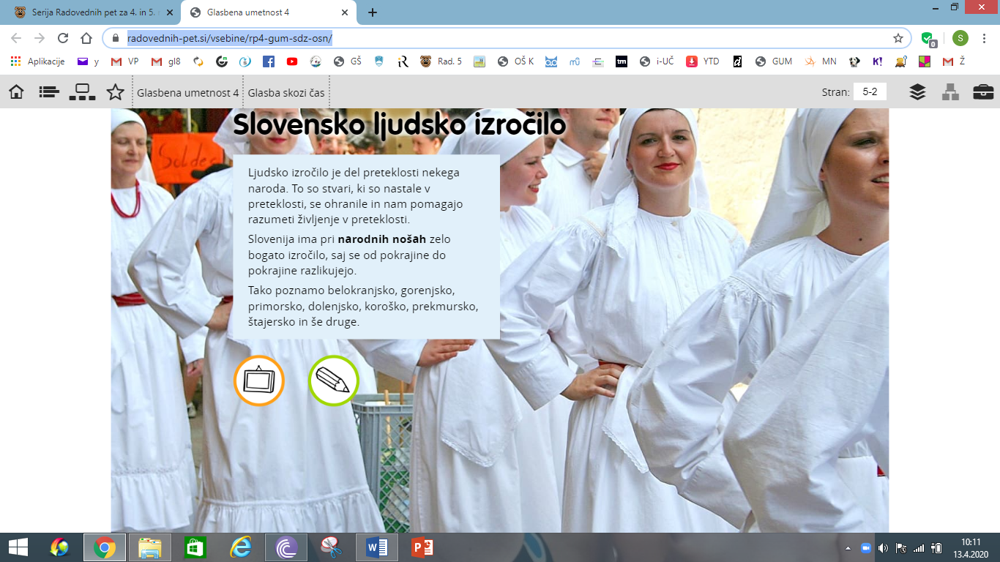 Serija Radovednih pet za 4. in 5. r
Glasbena umetnost 4
radovednih-pet.si/vsebine/rp4-gum-sdz-osn/
S
0
Aplikacije y VP gl8 GŠ Rad. 5 OŠ K i-UČ YTD GUM MN K! Ž
Glasbena umetnost 4 Glasba skozi čas Stran: 5-2
Slovensko ljudsko izročilo
Soldes
Ljudsko izročilo je del preteklosti nekega
naroda. To so stvari, ki so nastale v
preteklosti, se ohranile in nam pomagajo
razumeti življenje v preteklosti.
Slovenija ima pri narodnih nošah zelo
bogato izročilo, saj se od pokrajine do
pokrajine razlikujejo.
Tako poznamo belokranjsko, gorenjsko,
primorsko, dolenjsko, koroško, prekmursko,
štajersko in še druge.
10:11
13.4.2020